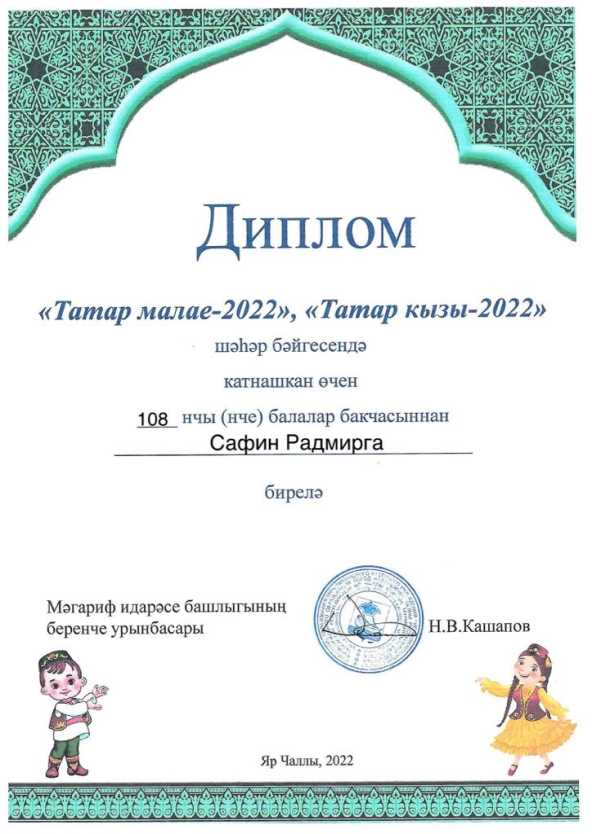 Диплом
«Татар малае-2022», «Татар кызы-2022»
шәһәр бәйгесендә
катнашкан өчен
108 нчы (нче) балалар бакчасыннан
Сафин Радмирга
бирелә
Мәгариф идарәсе башлыгының
беренче урынбасары
Н.В.Кашапов
Яр Чаллы, 2022